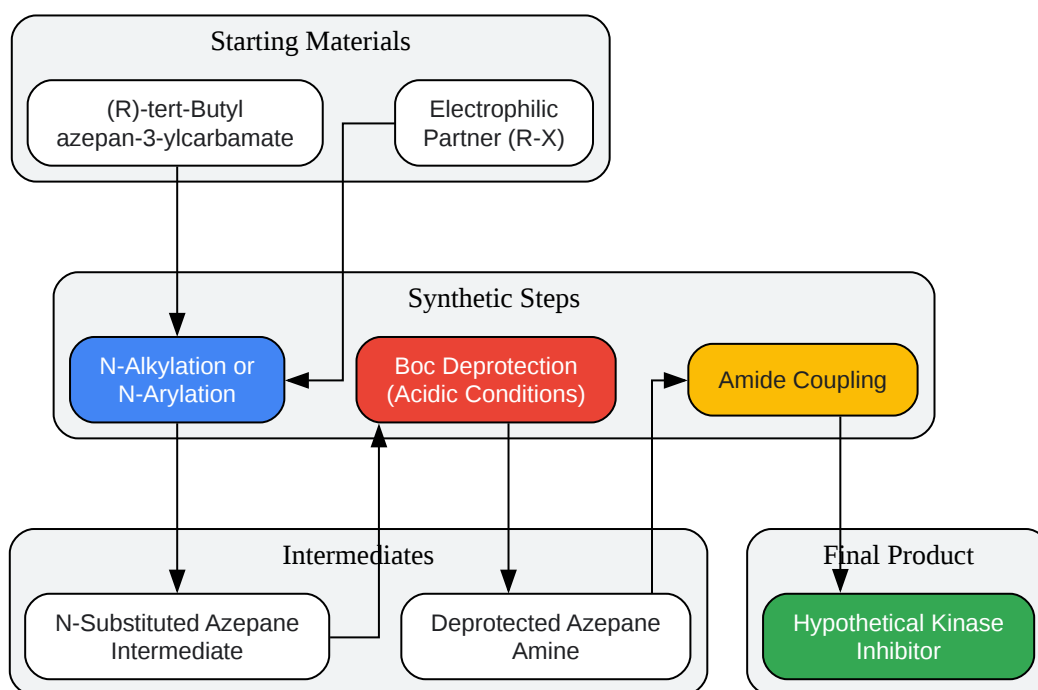 Starting Materials
(R)-tert-Butyl
azepan-3-ylcarbamate
Electrophilic
Partner (R-X)
Synthetic Steps
N-Alkylation or
N-Arylation
Boc Deprotection
(Acidic Conditions)
Amide Coupling
Intermediates
N-Substituted Azepane
Intermediate
Deprotected Azepane
Amine
Final Product
Hypothetical Kinase
Inhibitor